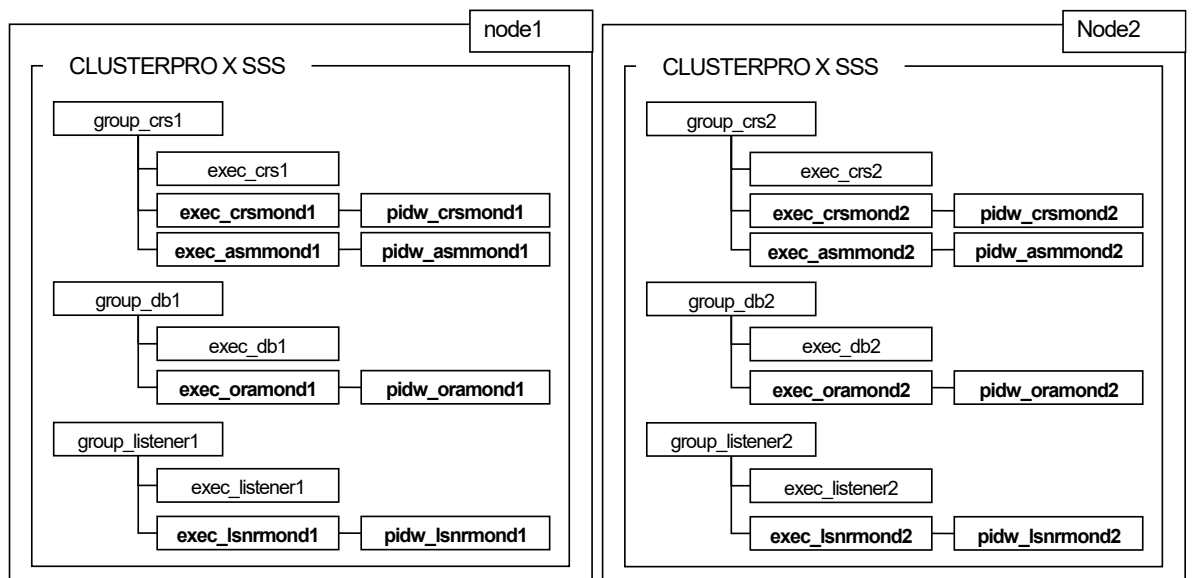 node1
CLUSTERPRO X SSS
group_crs1
exec_crs1
exec_crsmond1 pidw_crsmond1
exec_asmmond1 pidw_asmmond1
group_db1
exec_db1
exec_oramond1 pidw_oramond1
group_listener1
exec_listener1
exec_lsnrmond1 pidw_lsnrmond1
Node2
CLUSTERPRO X SSS
group_crs2
exec_crs2
exec_crsmond2 pidw_crsmond2
exec_asmmond2 pidw_asmmond2
group_db2
exec_db2
exec_oramond2 pidw_oramond2
group_listener2
exec_listener2
exec_lsnrmond2 pidw_lsnrmond2